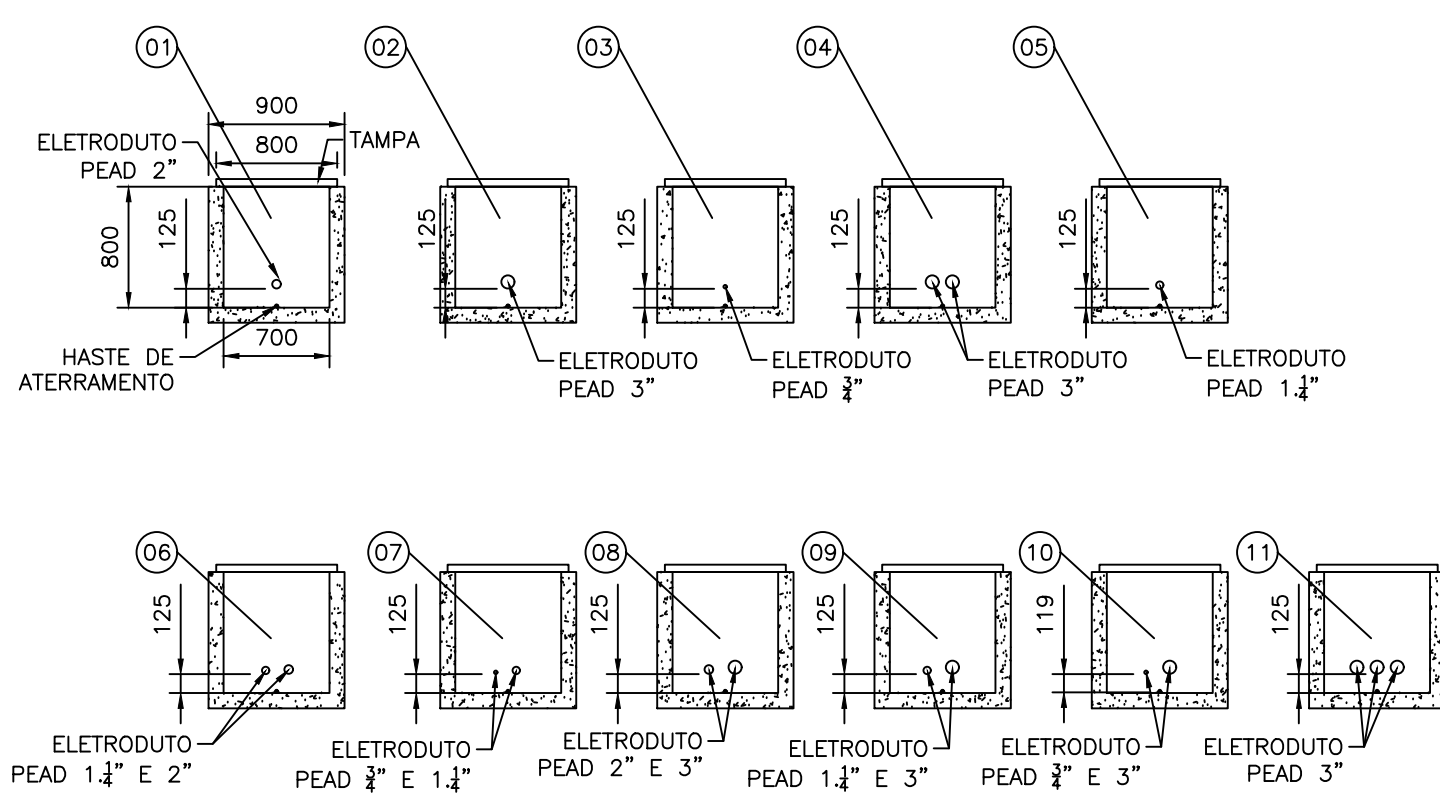 01
02
03
04
05
900
ELETRODUTO
PEAD 2”
800
TAMPA
800
125
125
125
125
125
700
HASTE DE
ATERRAMENTO
ELETRODUTO
PEAD 3”
ELETRODUTO
PEAD 3/4”
ELETRODUTO
PEAD 3”
ELETRODUTO
PEAD 1.1/4”
06
07
08
09
10
11
125
125
125
125
119
125
ELETRODUTO
PEAD 1.1/4” E 2”
ELETRODUTO
PEAD 3/4” E 1.1/4”
ELETRODUTO
PEAD 2” E 3”
ELETRODUTO
PEAD 1.1/4” E 3”
ELETRODUTO
PEAD 3/4” E 3”
ELETRODUTO
PEAD 3”